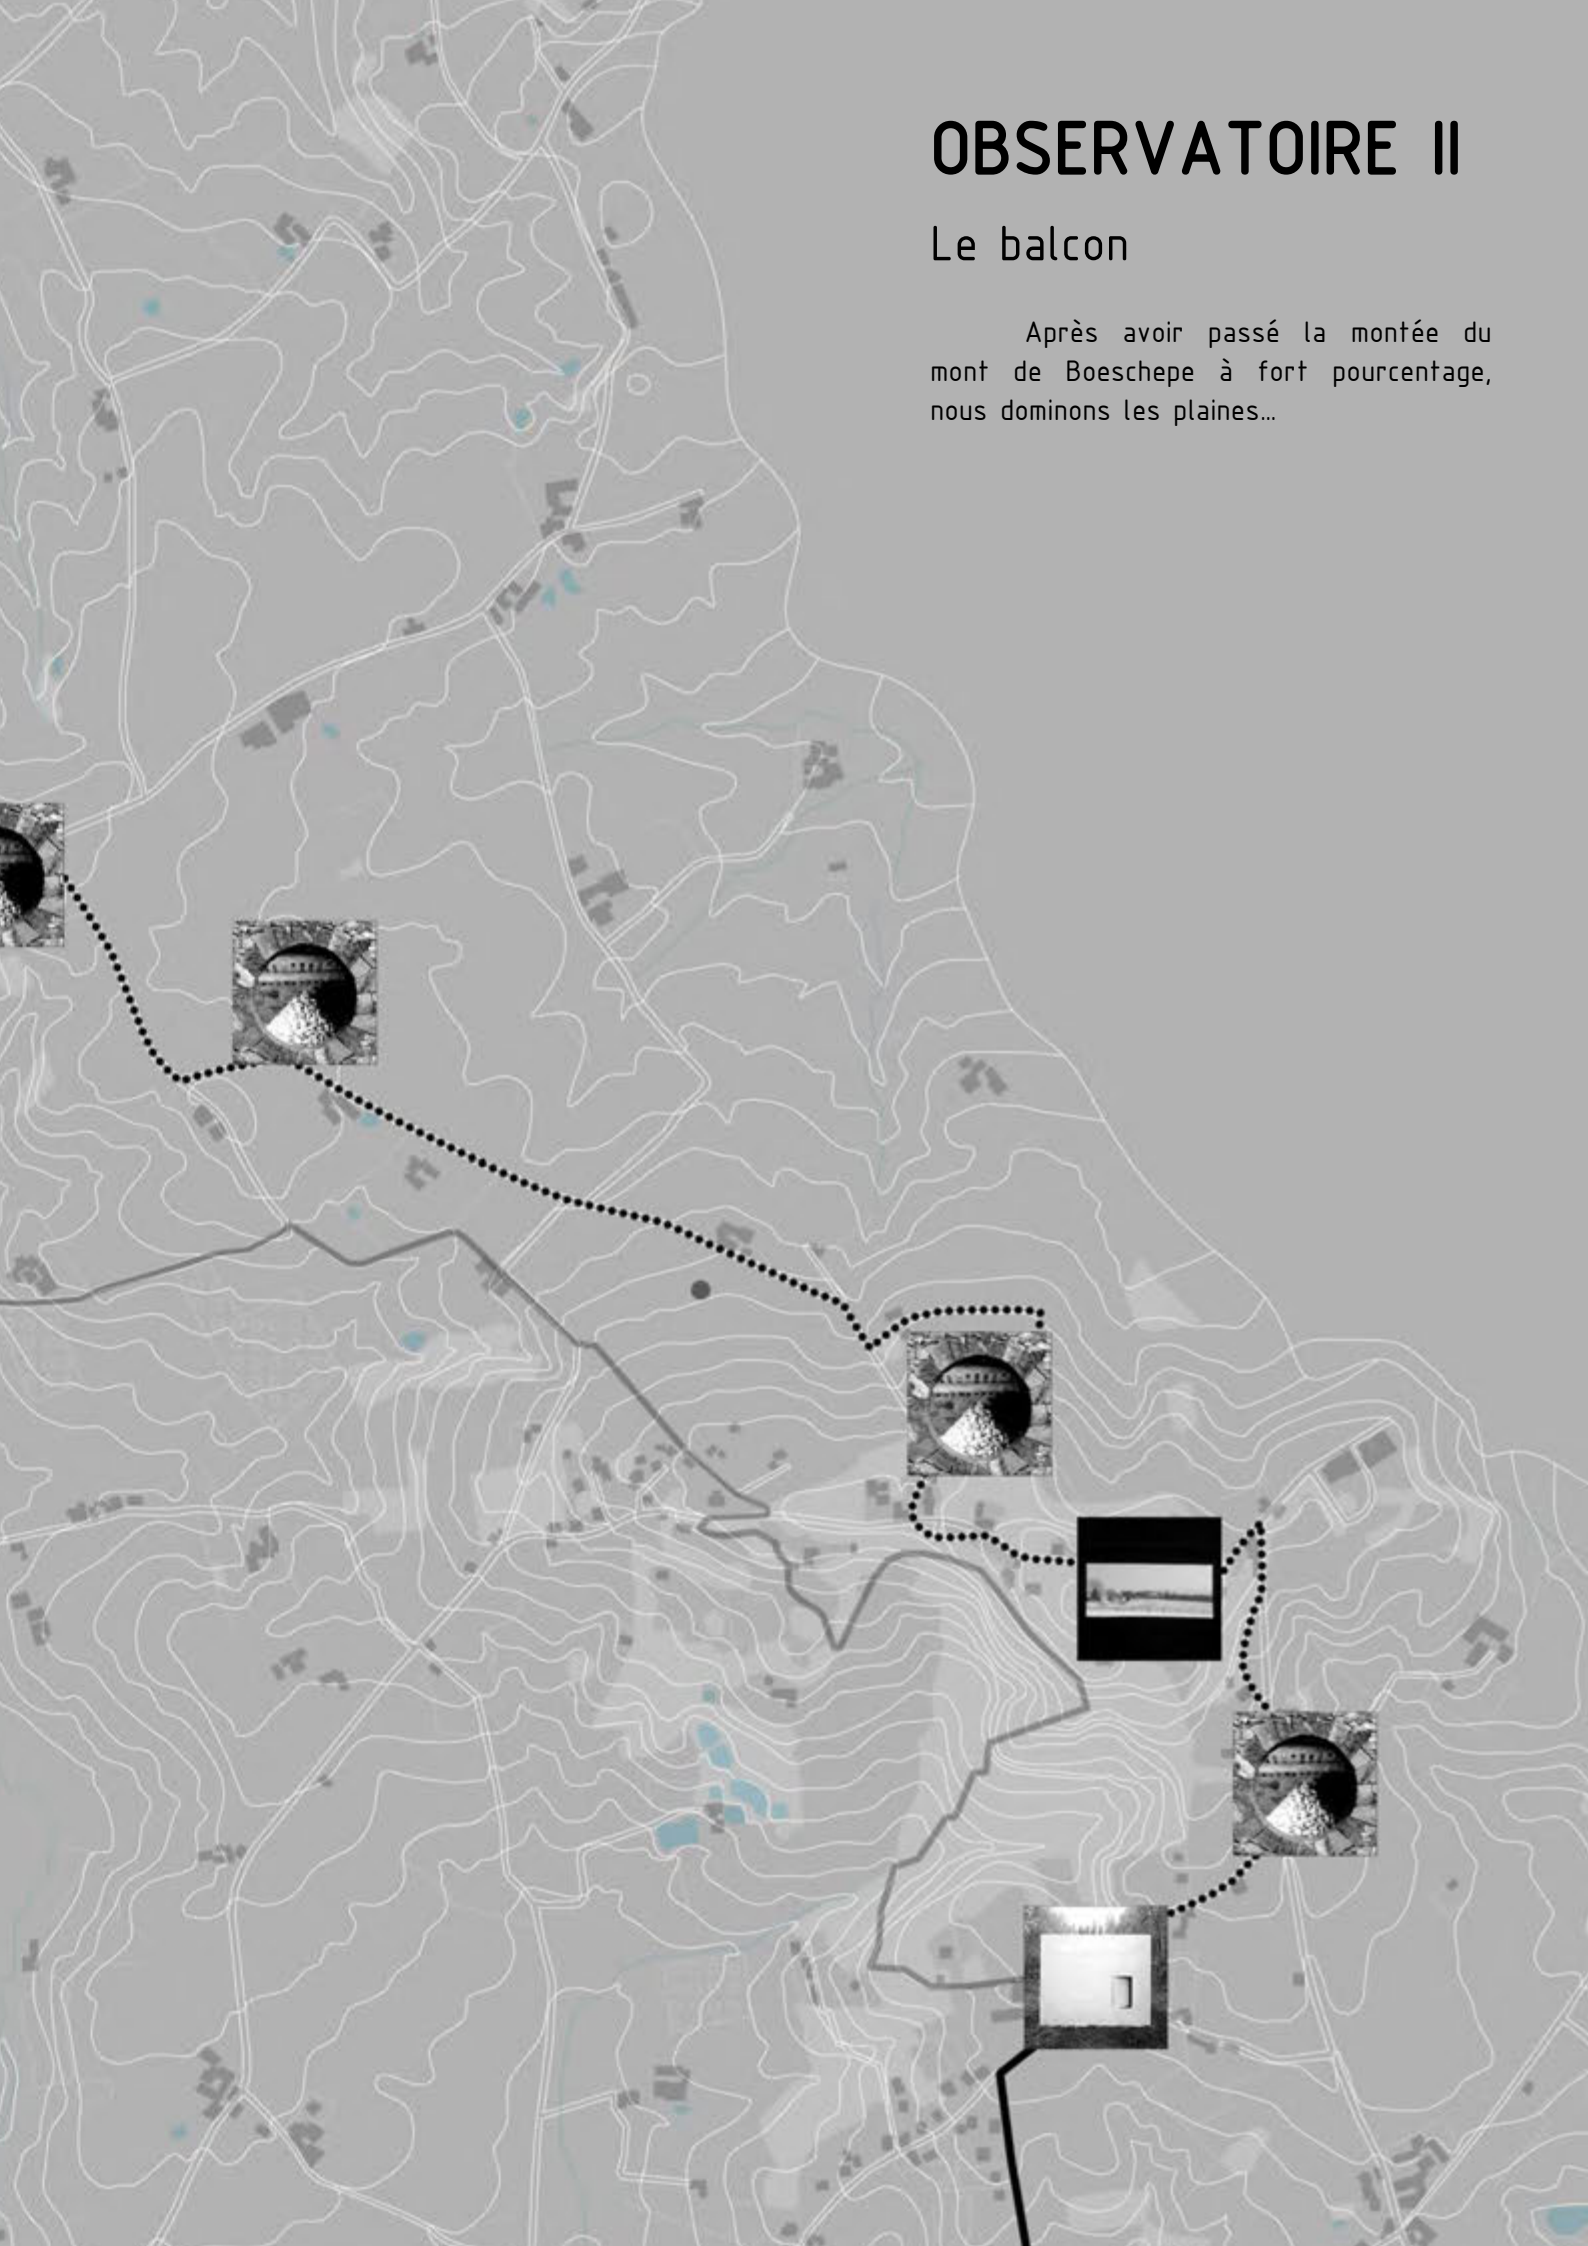 OBSERVATOIRE II
Le balcon
Après avoir passé la montée du
mont de Boeschepe à fort pourcentage,
nous dominons les plaines...